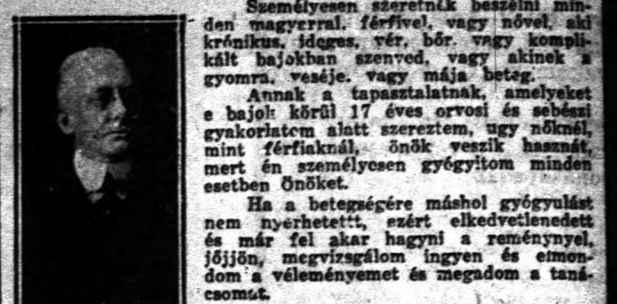 Személyesen szeretnék beszélni min-
den magyarral, férfivel, vagy nővel, aki
krónikus, ideges, vér, bőr, vagy kompli-
kált bajokban szenved, vagy akinek a
gyomra, veséje, vagy mája beteg.
Annak a tapasztalatnak, amelyeket
e bajok körül 17 éves orvosi és sebészi
gyakorlatom alatt szereztem, ugy nőknél,
mint férfiaknál, önök veszik hasznát,
mert én személyesen gyógyitom minden
esetben Önöket.
Ha a betegségére máshol gyógyulást
nem nyerhetett, ezért elkedvetlenedett
és már fel akar hagyni a reménynyel,
jőjjön, megvizsgálom ingyen és elmon-
dom a véleményemet és megadom a taná-
csomat.